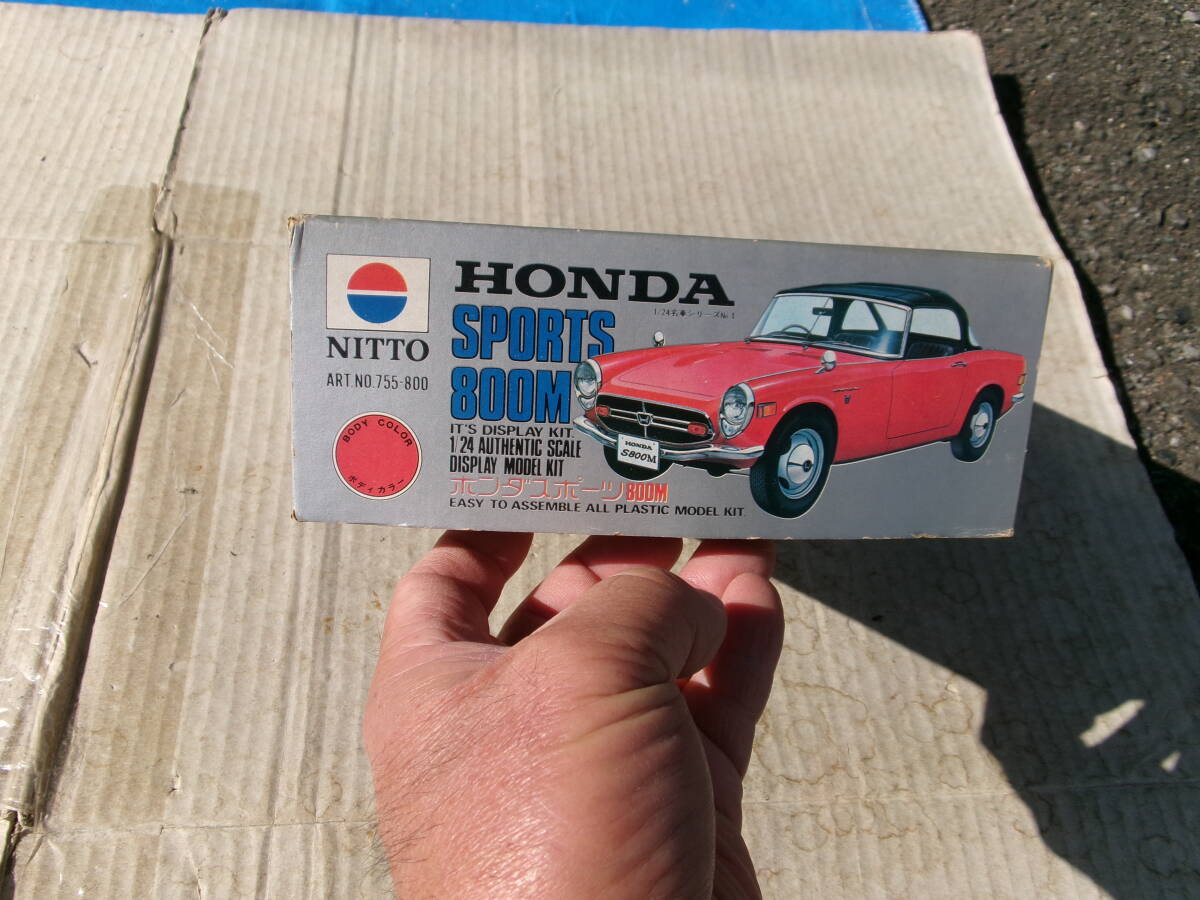 NITTO
ART.NO.755-800
BODY COLOR
ボディカラー
HONDA
1/24名車シリーズNo.1
SPORTS
800M
IT'S DISPLAY KIT.
1/24 AUTHENTIC SCALE
DISPLAY MODEL KIT
ホンダスポーツ800M
EASY TO ASSEMBLE ALL PLASTIC MODEL KIT.
HONDA
S800M